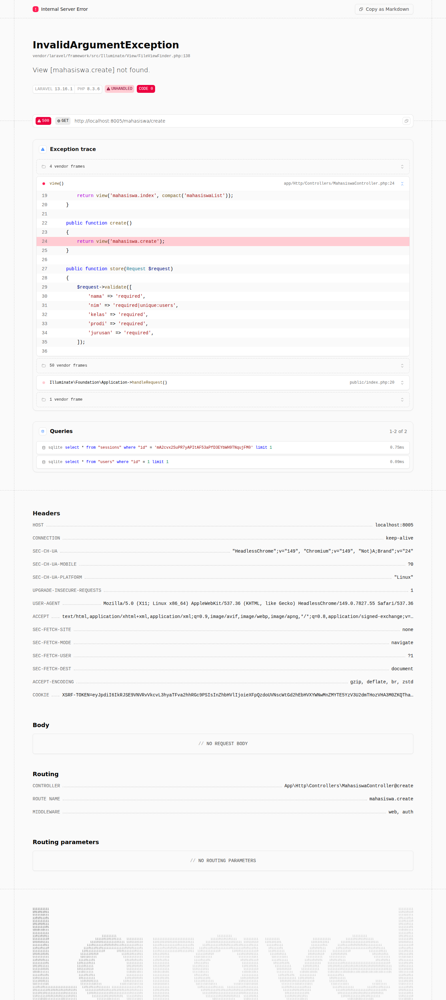 Internal Server Error
Copy as Markdown
InvalidArgumentException
vendor/laravel/framework/src/Illuminate/View/FileViewFinder.php:138
View [mahasiswa.create] not found.
LARAVEL 13.16.1 PHP 8.3.6 UNHANDLED CODE 0
500 GET http://localhost:8005/mahasiswa/create
Exception trace
4 vendor frames
view() app/Http/Controllers/MahasiswaController.php:24
19 return view('mahasiswa.index', compact('mahasiswaList'));
20 }
21
22 public function create()
23 {
24 return view('mahasiswa.create');
25 }
26
27 public function store(Request $request)
28 {
29 $request->validate([
30 'nama' => 'required',
31 'nim' => 'required|unique:users',
32 'kelas' => 'required',
33 'prodi' => 'required',
34 'jurusan' => 'required',
35 ]);
36
50 vendor frames
Illuminate\Foundation\Application->handleRequest() public/index.php:20
1 vendor frame
Queries 1-2 of 2
sqlite select * from "sessions" where "id" = 'mA2cvx2SuPR7yAPItAF53aPfD3EYbWH9TNqujFM0' limit 1 0.75ms
sqlite select * from "users" where "id" = 1 limit 1 0.09ms
Headers
HOST localhost:8005
CONNECTION keep-alive
SEC-CH-UA "HeadlessChrome";v="149", "Chromium";v="149", "Not)A;Brand";v="24"
SEC-CH-UA-MOBILE ?0
SEC-CH-UA-PLATFORM "Linux"
UPGRADE-INSECURE-REQUESTS 1
USER-AGENT Mozilla/5.0 (X11; Linux x86_64) AppleWebKit/537.36 (KHTML, like Gecko) HeadlessChrome/149.0.7827.55 Safari/537.36
ACCEPT text/html,application/xhtml+xml,application/xml;q=0.9,image/avif,image/webp,image/apng,*/*;q=0.8,application/signed-exchange;v=…
SEC-FETCH-SITE none
SEC-FETCH-MODE navigate
SEC-FETCH-USER ?1
SEC-FETCH-DEST document
ACCEPT-ENCODING gzip, deflate, br, zstd
COOKIE XSRF-TOKEN=eyJpdiI6IkRJSE9VNVRvVkcvL3hyaTFva2hhRGc9PSIsInZhbHVlIjoieXFpQzdoUVNscWtGd2hEbHVXYWNwMnZMYTE5YzV3U2dmTHozVHA3M0ZKQTha…
Body
// NO REQUEST BODY
Routing
CONTROLLER App\Http\Controllers\MahasiswaController@create
ROUTE NAME mahasiswa.create
MIDDLEWARE web, auth
Routing parameters
// NO ROUTING PARAMETERS